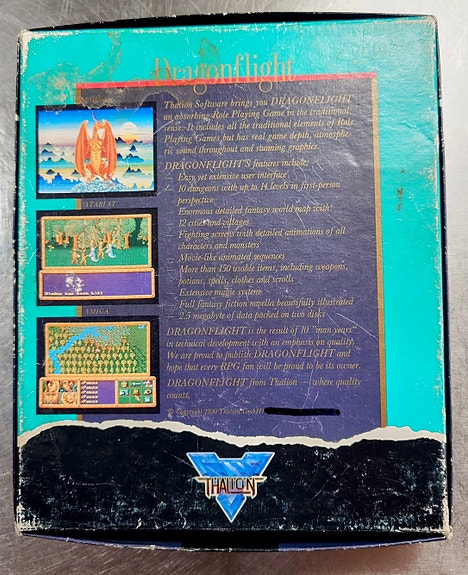 Dragonflight
Thalion Software brings you DRAGONFLIGHT
an absorbing Role Playing Game in the traditional
sense. It includes all the traditional elements of Role
Playing Games but has real game depth, atmosphe
ric sound throughout and stunning graphics.
DRAGONFLIGHT'S features include:
– Easy yet extensive user interface
– 10 dungeons with up to 14 levels in first-person
perspective
– Enormous detailed fantasy world map with
12 cities and villages
– Fighting screens with detailed animations of all
characters and monsters
– Movie-like animated sequences
– More than 150 usable items, including weapons,
potions, spells, clothes and scrolls
– Extensive magic system
– Full fantasy fiction novella beautifully illustrated
– 2.5 megabyte of data packed on two disks
DRAGONFLIGHT is the result of 10 "man years"
in technical development with an emphasis on quality.
We are proud to publish DRAGONFLIGHT and
hope that every RPG fan will be proud to be its owner.
DRAGONFLIGHT from Thalion – where quality
counts.
© Copyright 1990 Thalion GmbH
ATARI ST
AMIGA
THALION